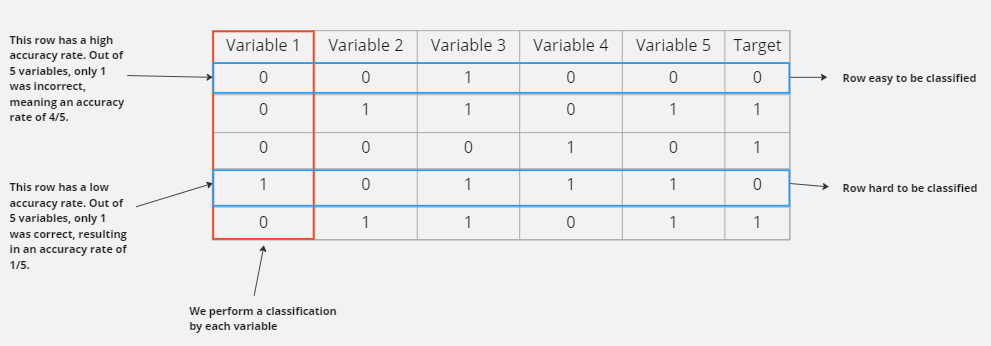 This row has a high
accuracy rate. Out of
5 variables, only 1
was incorrect,
meaning an accuracy
rate of 4/5.
Variable 1 Variable 2 Variable 3 Variable 4 Variable 5 Target
0 0 1 0 0 0
Row easy to be classified
0 1 1 0 1 1
0 0 0 1 0 1
This row has a low
accuracy rate. Out of
5 variables, only 1
was correct, resulting
in an accuracy rate of
1/5.
1 0 1 1 1 0
Row hard to be classified
0 1 1 0 1 1
We perform a classification
by each variable